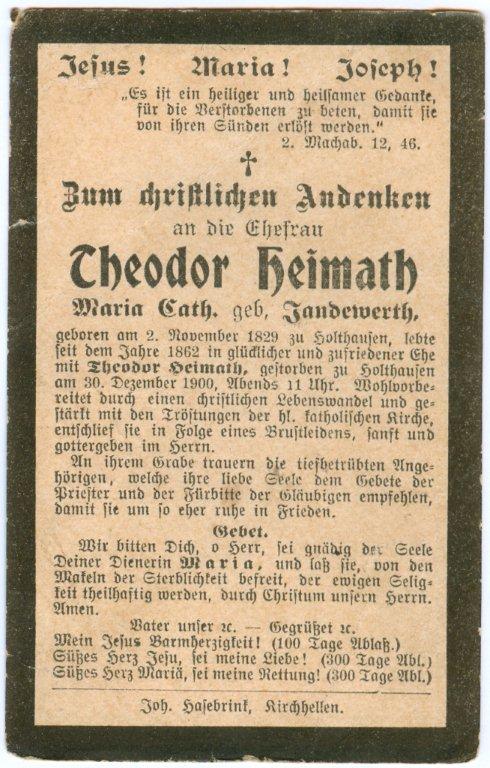 Jesus! Maria! Joseph!
„Es ist ein heiliger und heilsamer Gedanke,
für die Verstorbenen zu beten, damit sie
von ihren Sünden erlöst werden."
2. Machab. 12, 46.
Zum christlichen Andenken
an die Ehefrau
Theodor Heimath
Maria Cath. geb, Jandewerth,
geboren am 2. November 1829 zu Holthausen, lebte
seit dem Jahre 1862 in glücklicher und zufriedener Ehe
mit Theodor Heimath, gestorben zu Holthausen
am 30. Dezember 1900, Abends 11 Uhr. Wohlvorbe-
reitet durch einen christlichen Lebenswandel und ge-
stärkt mit den Tröstungen der hl. katholischen Kirche,
entschlief sie in Folge eines Brustleidens, sanft und
gottergeben im Herrn.
An ihrem Grabe trauern die tiefbetrübten Ange-
hörigen, welche ihre liebe Seele dem Gebete der
Priester und der Fürbitte der Gläubigen empfehlen,
damit sie um so eher ruhe in Frieden.
Gebet.
Wir bitten Dich, o Herr, sei gnädig der Seele
Deiner Dienerin Maria, und laß sie, von den
Makeln der Sterblichkeit befreit, der ewigen Selig-
keit theilhaftig werden, durch Christum unsern Herrn.
Amen.
Vater unser ꝛc. — Gegrüßet ꝛc.
Mein Jesus Barmherzigkeit! (100 Tage Ablaß.)
Süßes Herz Jesu, sei meine Liebe! (300 Tage Abl.)
Süßes Herz Mariä, sei meine Rettung! (300 Tage Abl.)
Joh. Hasebrink, Kirchhellen.